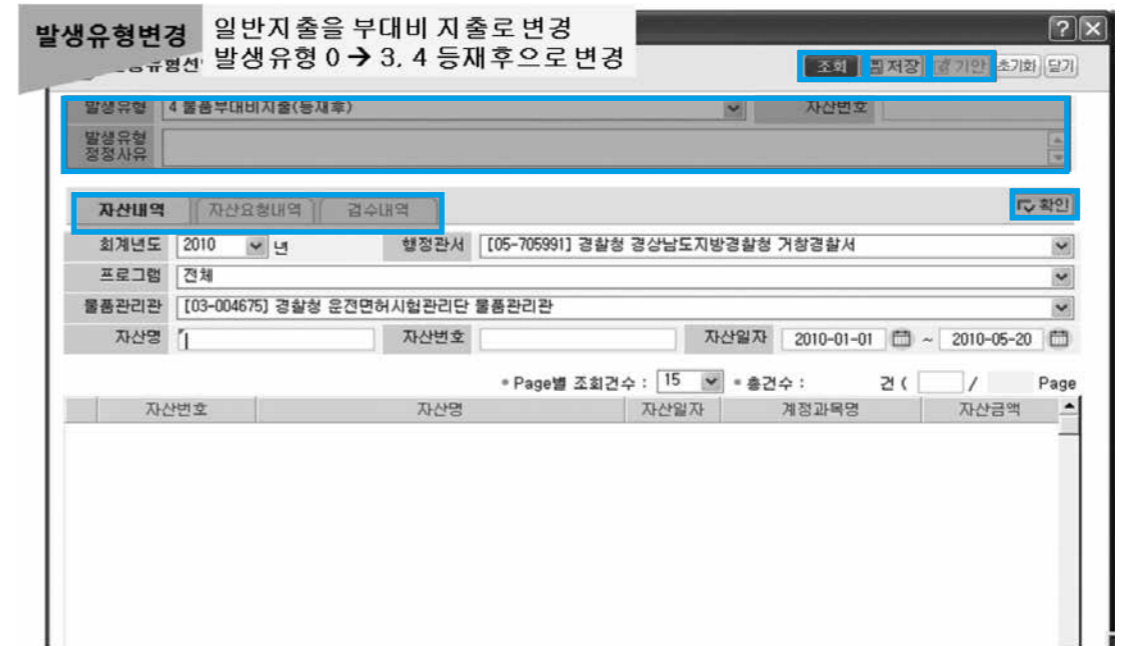 발생유형변경
일반지출을 부대비 지출로 변경
발생유형 0 → 3, 4 등재후으로 변경
조회 저장 기안 초기화 닫기
발생유형 4 물품부대비지출(등재후) 자산번호
발생유형
정정사유
자산내역 자산요청내역 검수내역 확인
회계년도 2010 년 행정관서 [05-705991] 경찰청 경상남도지방경찰청 거창경찰서
프로그램 전체
물품관리관 [03-004675] 경찰청 운전면허시험관리단 물품관리관
자산명 자산번호 자산일자 2010-01-01 ~ 2010-05-20
Page별 조회건수 : 15 총건수 : 건 ( / Page
자산번호 자산명 자산일자 계정과목명 자산금액